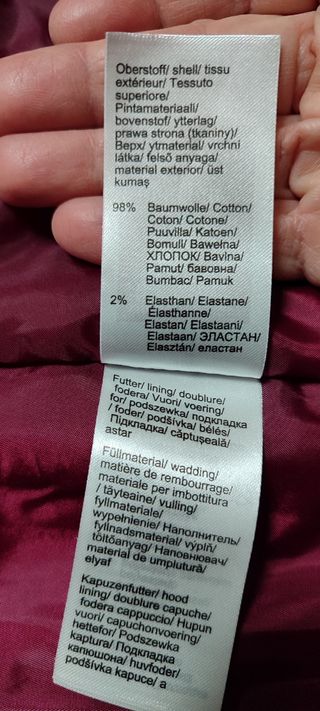 Oberstoff/ shell/ tissu
extérieur/ Tessuto
superiore/
Pintamateriaali/
bovenstof/ ytterlag/
prawa strona (tkaniny)/
Верх/ ytmaterial/ vrchní
látka/ felső anyaga/
material exterior/ üst
kumaş
98% Baumwolle/ Cotton/
Coton/ Cotone/
Puuvilla/ Katoen/
Bomull/ Bawełna/
ХЛОПОК/ Bavlna/
Pamut/ бавовна/
Bumbac/ Pamuk
2% Elasthan/ Elastane/
Élasthanne/
Elastan/ Elastaani/
Elastaan/ ЭЛАСТАН/
Elasztán/ еластан
Futter/ lining/ doublure/
fodera/ Vuori/ voering/
for/ podszewka/ подкладка
/ foder/ podšívka/ bélés/
Підкладка/ căptuşeală/
astar
Füllmaterial/ wadding/
matière de rembourrage/
materiale per imbottitura
/ täyteaine/ vulling/
fyllmateriale/
wypełnienie/ Наполнитель/
fyllnadsmaterial/ výplň/
töltőanyag/ Наповнювач/
material de umplutură/
elyaf
Kapuzenfutter/ hood
lining/ doublure capuche/
fodera cappuccio/ Hupun
vuori/ capuchonvoering/
hettefor/ Podszewka
kaptura/ Подкладка
капюшона/ huvfoder/
podšívka kapuce/ a